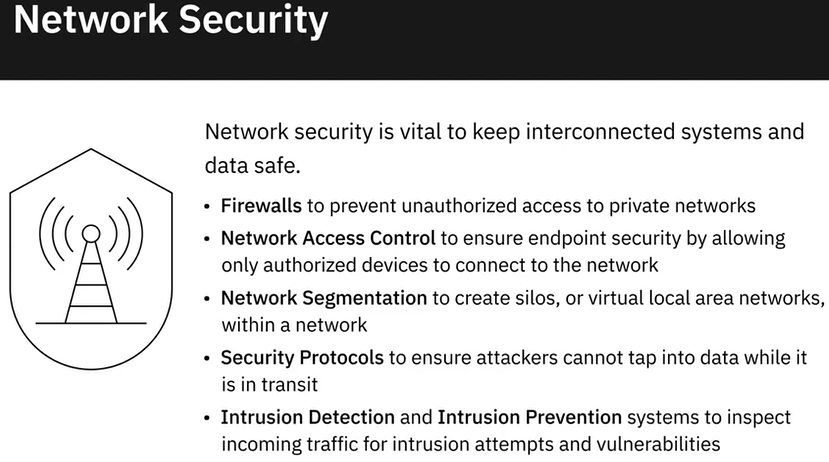 Network Security
Network security is vital to keep interconnected systems and
data safe.
• Firewalls to prevent unauthorized access to private networks
• Network Access Control to ensure endpoint security by allowing
only authorized devices to connect to the network
• Network Segmentation to create silos, or virtual local area networks,
within a network
• Security Protocols to ensure attackers cannot tap into data while it
is in transit
• Intrusion Detection and Intrusion Prevention systems to inspect
incoming traffic for intrusion attempts and vulnerabilities